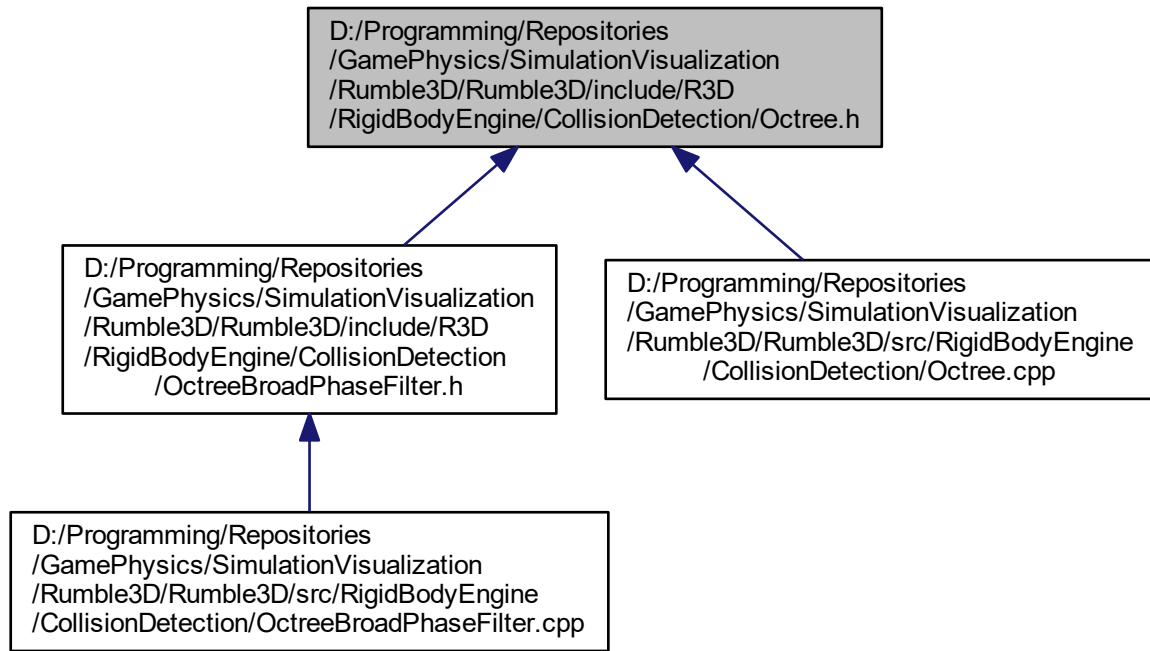 D:/Programming/Repositories
/GamePhysics/SimulationVisualization
/Rumble3D/Rumble3D/include/R3D
/RigidBodyEngine/CollisionDetection/Octree.h
D:/Programming/Repositories
/GamePhysics/SimulationVisualization
/Rumble3D/Rumble3D/include/R3D
/RigidBodyEngine/CollisionDetection
/OctreeBroadPhaseFilter.h
D:/Programming/Repositories
/GamePhysics/SimulationVisualization
/Rumble3D/Rumble3D/src/RigidBodyEngine
/CollisionDetection/Octree.cpp
D:/Programming/Repositories
/GamePhysics/SimulationVisualization
/Rumble3D/Rumble3D/src/RigidBodyEngine
/CollisionDetection/OctreeBroadPhaseFilter.cpp